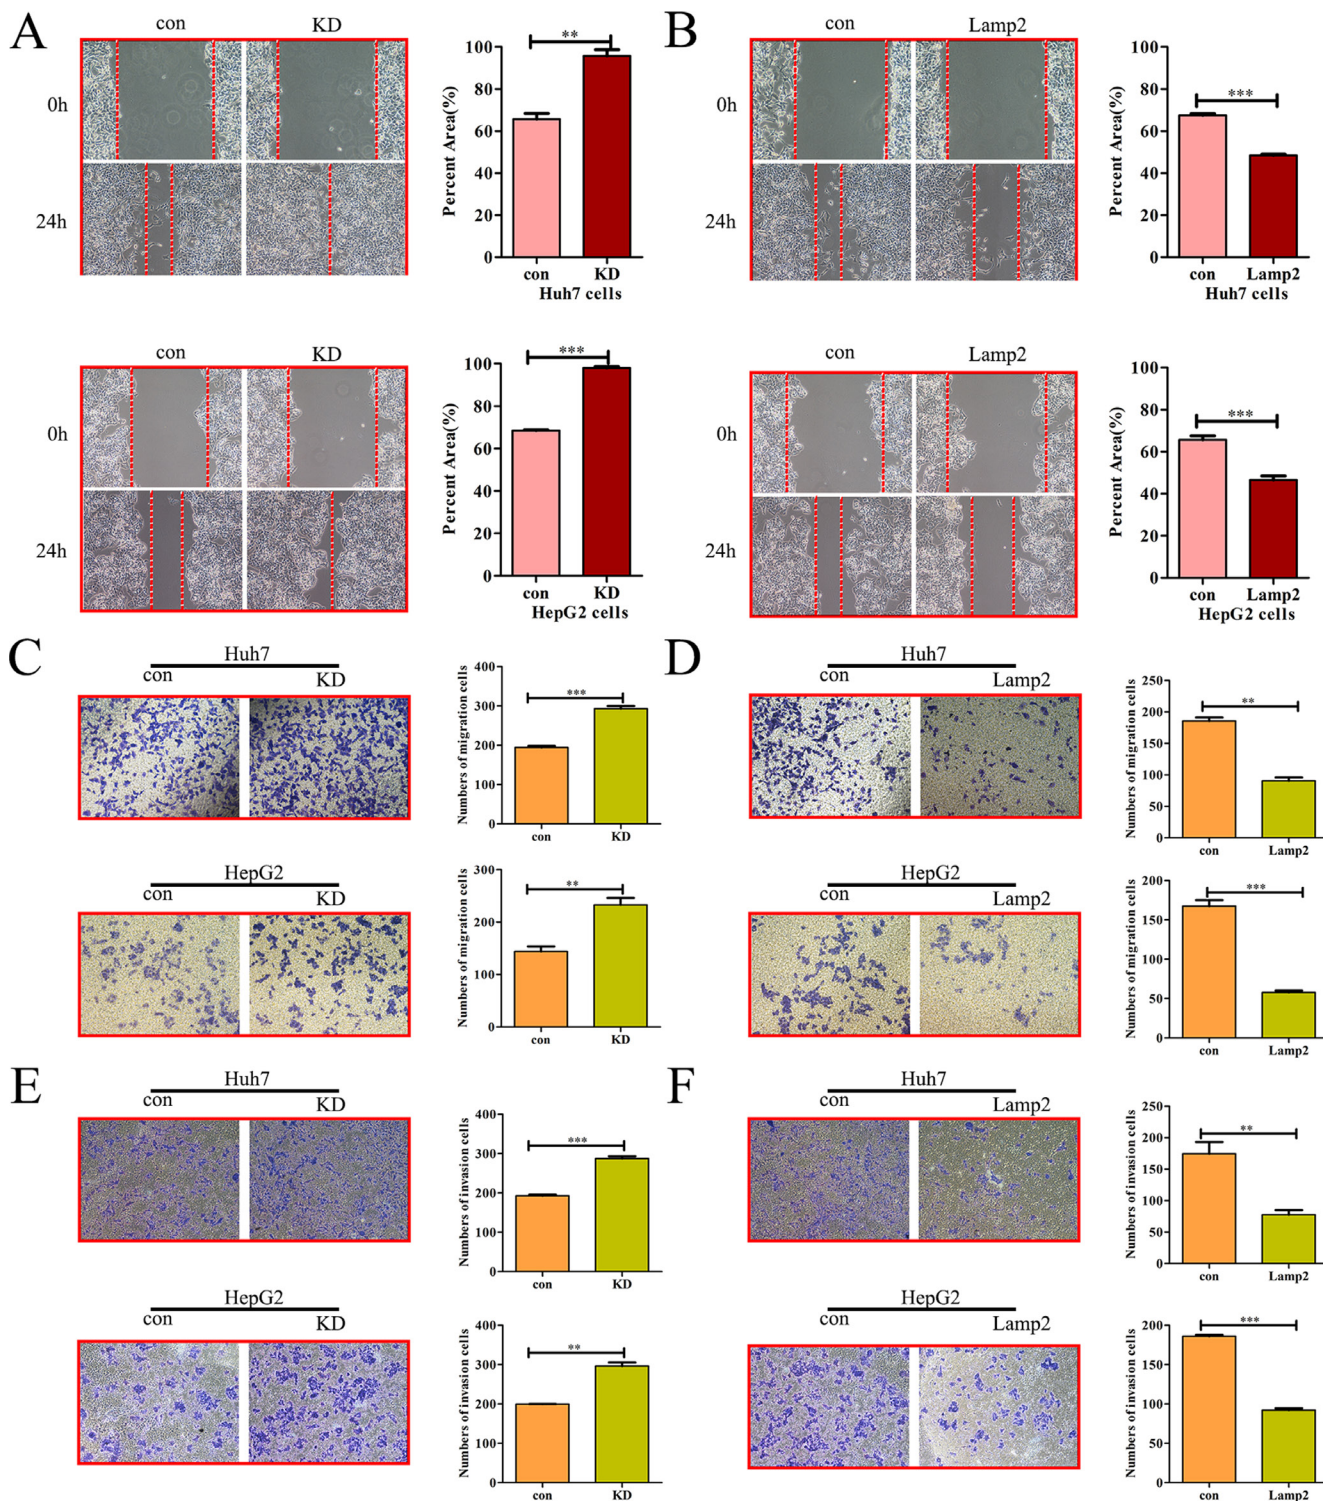 A
con KD
0h
24h
**
Percent Area(%)
100
80
60
40
20
0
con KD
Huh7 cells
con KD
0h
24h
***
Percent Area(%)
100
80
60
40
20
0
con KD
HepG2 cells
B
con Lamp2
0h
24h
***
Percent Area(%)
100
80
60
40
20
0
con Lamp2
Huh7 cells
con Lamp2
0h
24h
***
Percent Area(%)
100
80
60
40
20
0
con Lamp2
HepG2 cells
C
Huh7
con KD
***
Numbers of migration cells
400
300
200
100
0
con KD
HepG2
con KD
**
Numbers of migration cells
300
200
100
0
con KD
D
Huh7
con Lamp2
**
Numbers of migration cells
250
200
150
100
50
0
con Lamp2
HepG2
con Lamp2
***
Numbers of migration cells
200
150
100
50
0
con Lamp2
E
Huh7
con KD
***
Numbers of invasion cells
400
300
200
100
0
con KD
HepG2
con KD
**
Numbers of invasion cells
400
300
200
100
0
con KD
F
Huh7
con Lamp2
**
Numbers of invasion cells
250
200
150
100
50
0
con Lamp2
HepG2
con Lamp2
***
Numbers of invasion cells
200
150
100
50
0
con Lamp2